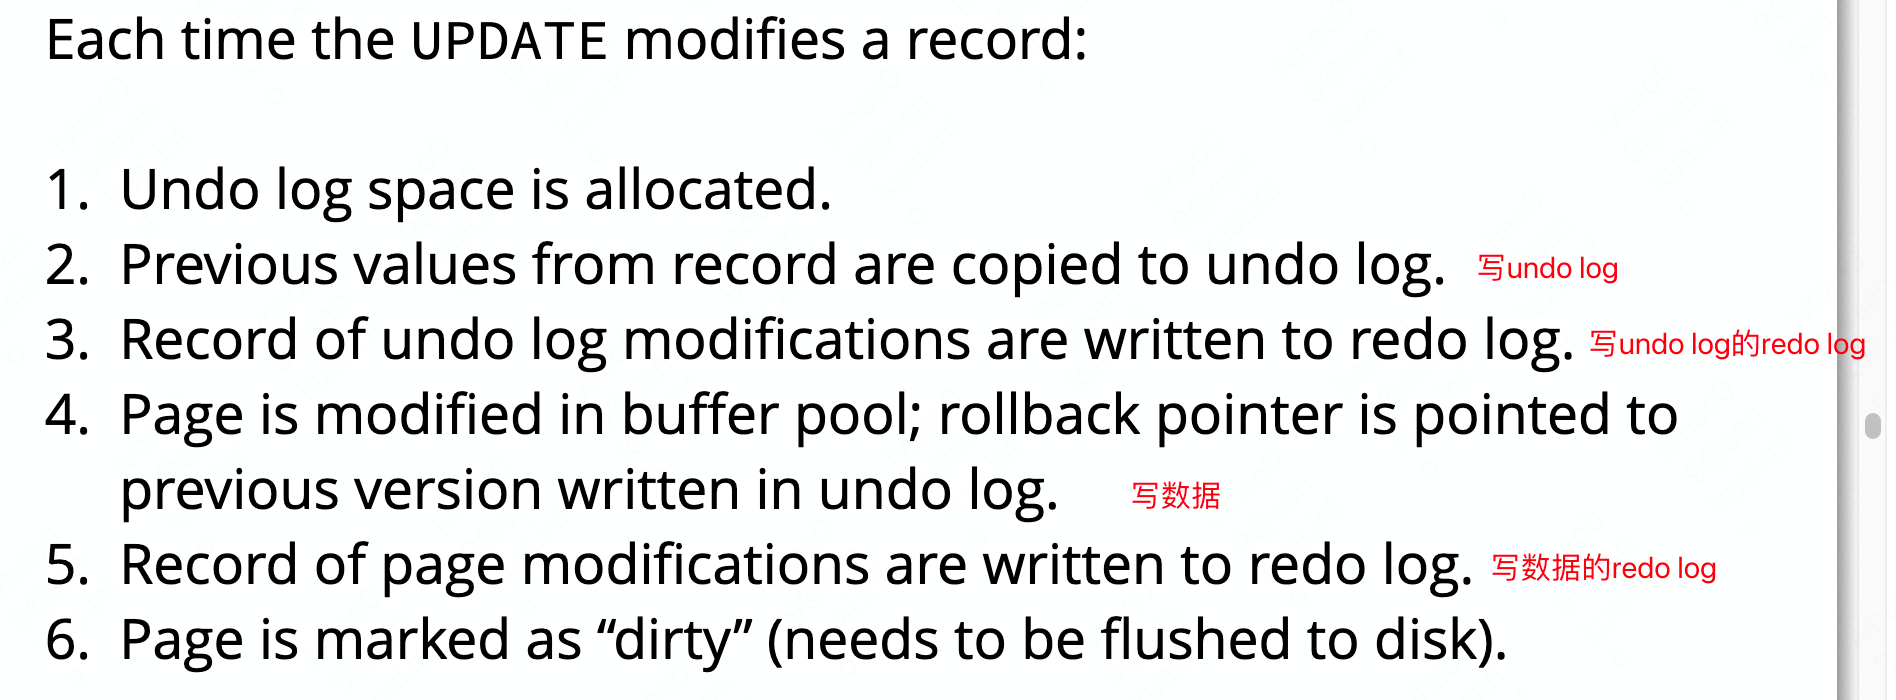 Each time the UPDATE modifies a record:
1. Undo log space is allocated.
2. Previous values from record are copied to undo log. 写undo log
3. Record of undo log modifications are written to redo log. 写undo log的redo log
4. Page is modified in buffer pool; rollback pointer is pointed to
previous version written in undo log. 写数据
5. Record of page modifications are written to redo log. 写数据的redo log
6. Page is marked as “dirty” (needs to be flushed to disk).